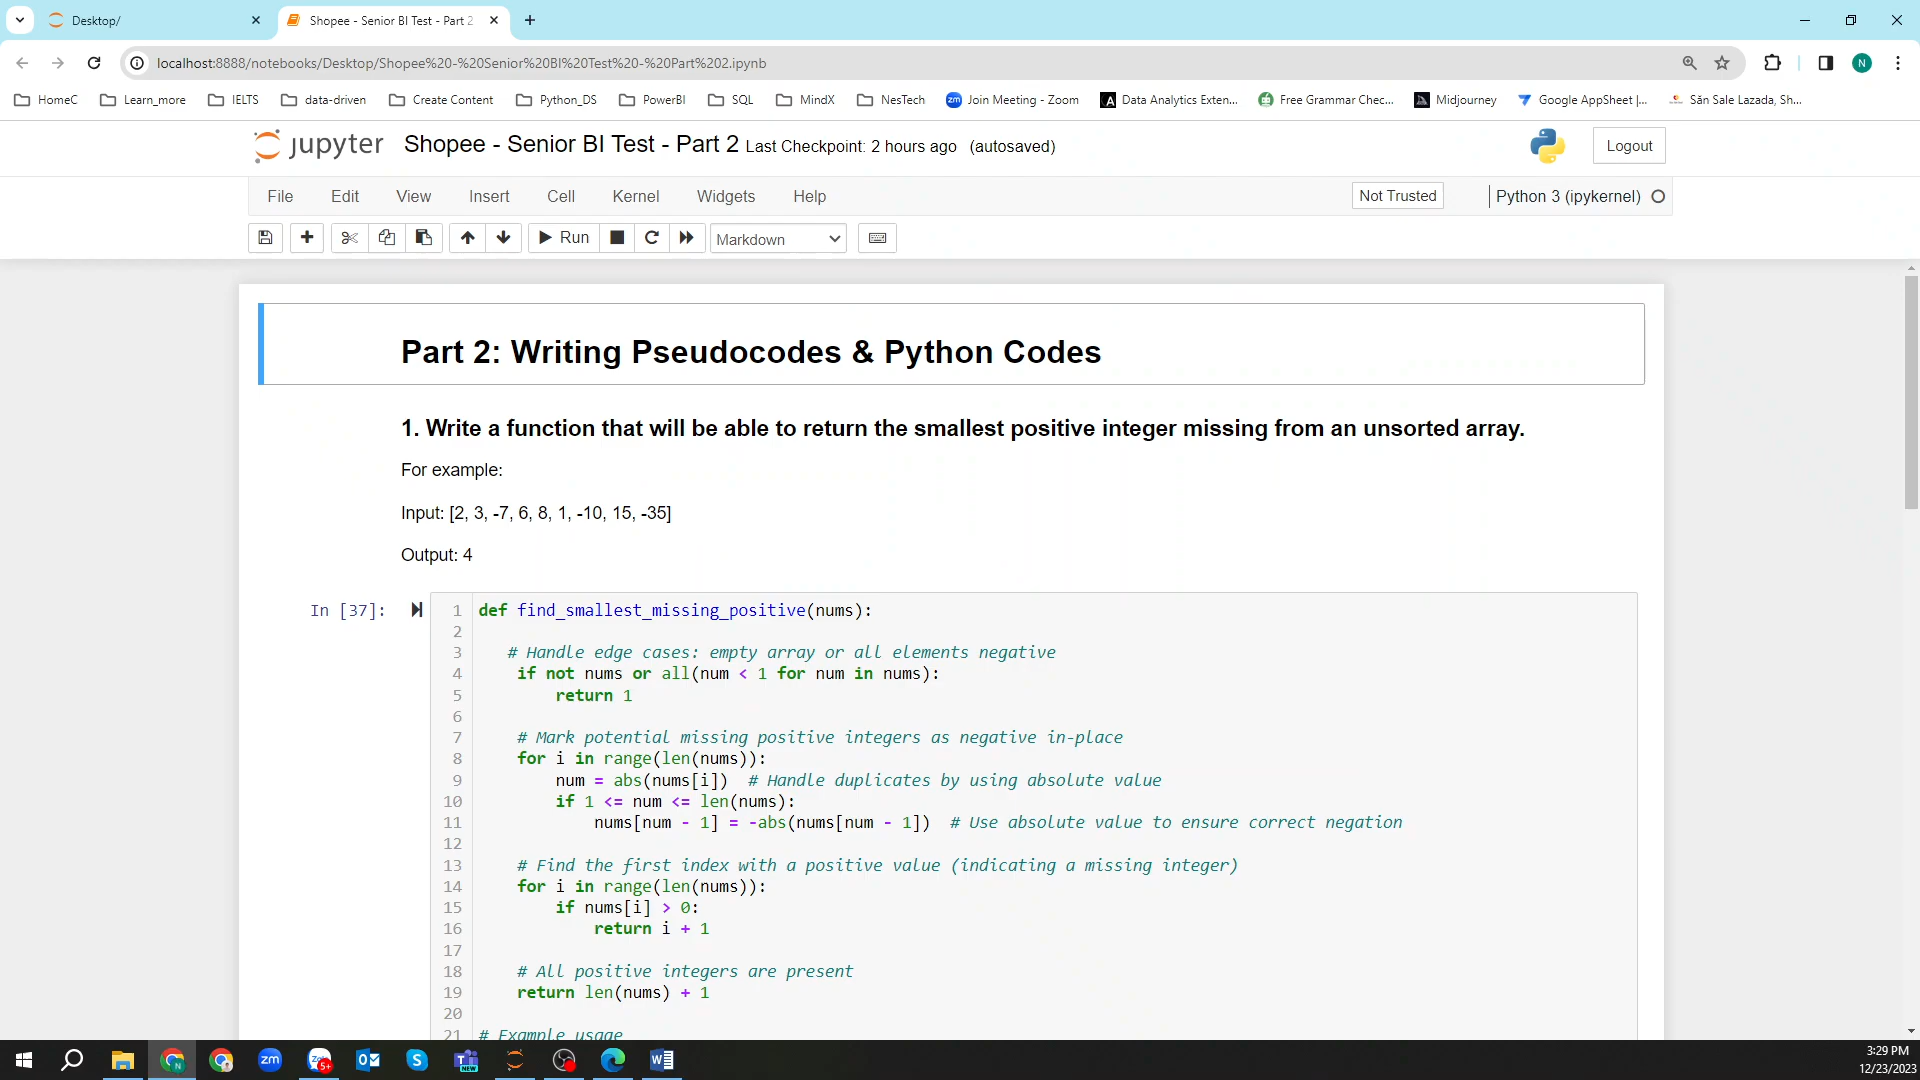 Desktop/
Shopee - Senior BI Test - Part 2
localhost:8888/notebooks/Desktop/Shopee%20-%20Senior%20BI%20Test%20-%20Part%202.ipynb
N
HomeC Learn_more IELTS data-driven Create Content Python_DS PowerBI SQL MindX NesTech zm Join Meeting - Zoom Data Analytics Exten... Free Grammar Chec... Midjourney Google AppSheet |... Săn Sale Lazada, Sh...
jupyter Shopee - Senior BI Test - Part 2 Last Checkpoint: 2 hours ago (autosaved) Logout
File Edit View Insert Cell Kernel Widgets Help Not Trusted Python 3 (ipykernel)
Run Markdown
Part 2: Writing Pseudocodes & Python Codes
1. Write a function that will be able to return the smallest positive integer missing from an unsorted array.
For example:
Input: [2, 3, -7, 6, 8, 1, -10, 15, -35]
Output: 4
In [37]:
1 def find_smallest_missing_positive(nums):
2
3 # Handle edge cases: empty array or all elements negative
4 if not nums or all(num < 1 for num in nums):
5 return 1
6
7 # Mark potential missing positive integers as negative in-place
8 for i in range(len(nums)):
9 num = abs(nums[i]) # Handle duplicates by using absolute value
10 if 1 <= num <= len(nums):
11 nums[num - 1] = -abs(nums[num - 1]) # Use absolute value to ensure correct negation
12
13 # Find the first index with a positive value (indicating a missing integer)
14 for i in range(len(nums)):
15 if nums[i] > 0:
16 return i + 1
17
18 # All positive integers are present
19 return len(nums) + 1
20
21 # Example usage
3:29 PM
12/23/2023